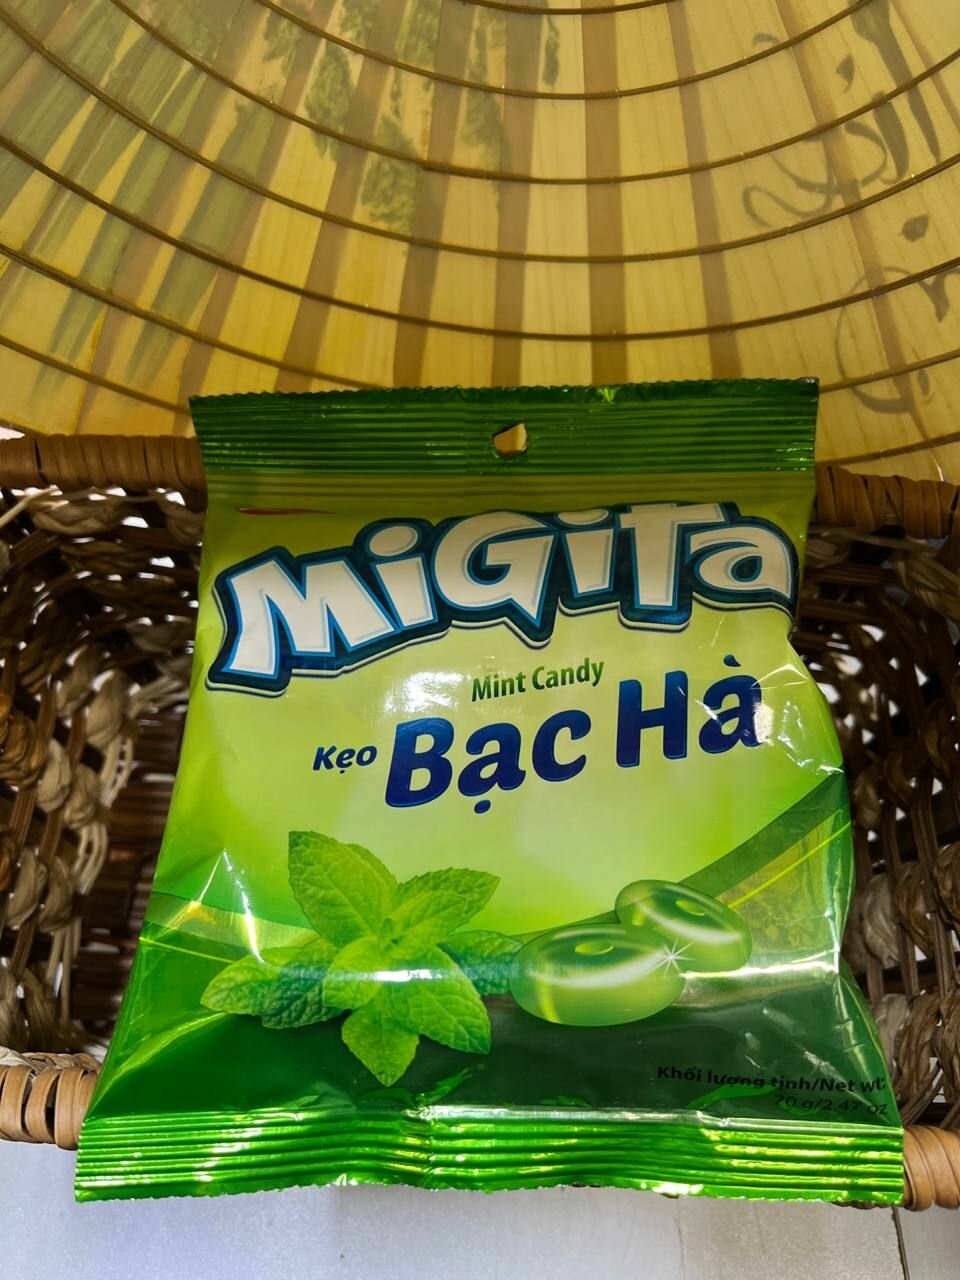 MiGiTa
Mint Candy
Kẹo Bạc Hà
Khối lượng tịnh/Net wt:
70 g/2.47 oz